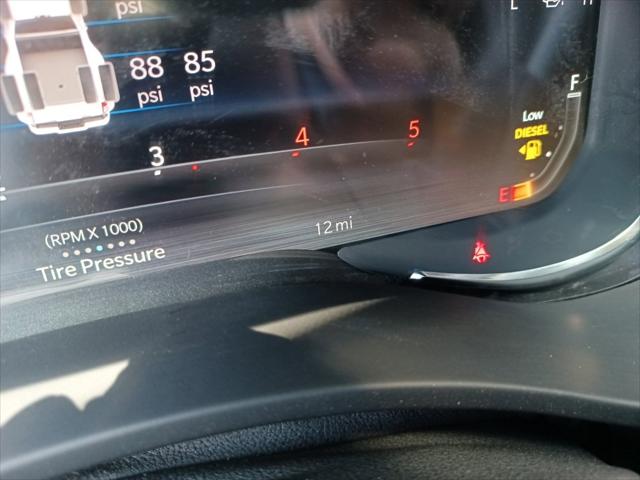 psi
88 85
psi psi
F
Low
DIESEL
3
4
5
E
(RPM X 1000)
12 mi
Tire Pressure